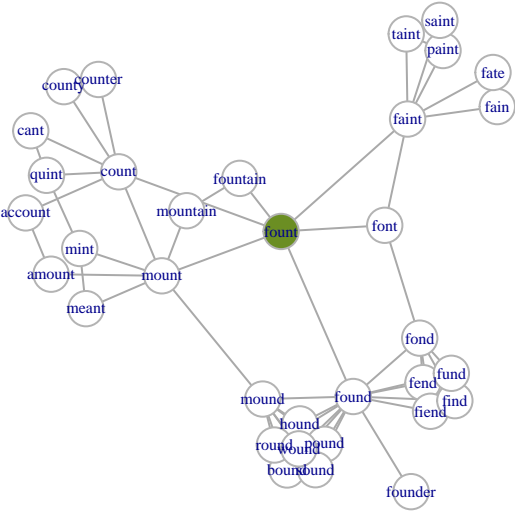 saint
taint
paint
fate
county
counter
fain
faint
cant
count
quint
fountain
account
mountain
font
fount
mint
amount
mount
meant
fond
fund
fend
found
mound
find
fiend
hound
round
wound
pound
bound
sound
founder